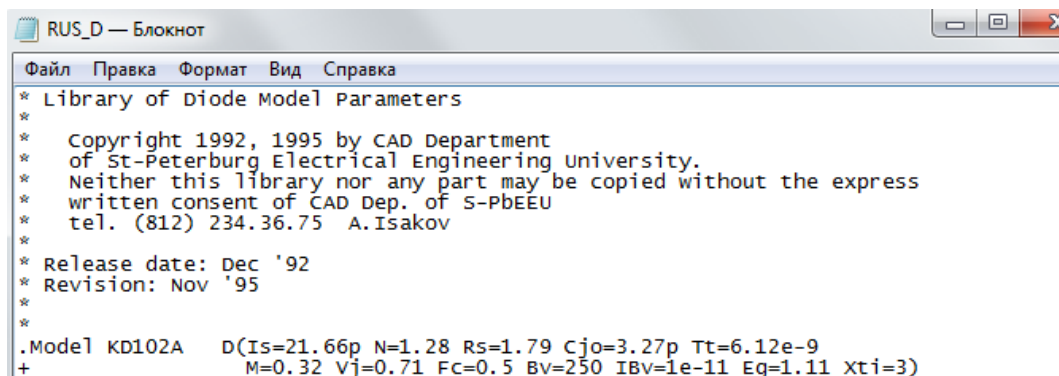 RUS_D — Блокнот
Файл Правка Формат Вид Справка
* Library of Diode Model Parameters
*
* Copyright 1992, 1995 by CAD Department
* of St-Peterburg Electrical Engineering University.
* Neither this library nor any part may be copied without the express
* written consent of CAD Dep. of S-PbEEU
* tel. (812) 234.36.75 A.Isakov
*
* Release date: Dec '92
* Revision: Nov '95
*
*
.Model KD102A D(Is=21.66p N=1.28 Rs=1.79 Cjo=3.27p Tt=6.12e-9
+ M=0.32 Vj=0.71 Fc=0.5 Bv=250 IBv=1e-11 Eg=1.11 Xti=3)